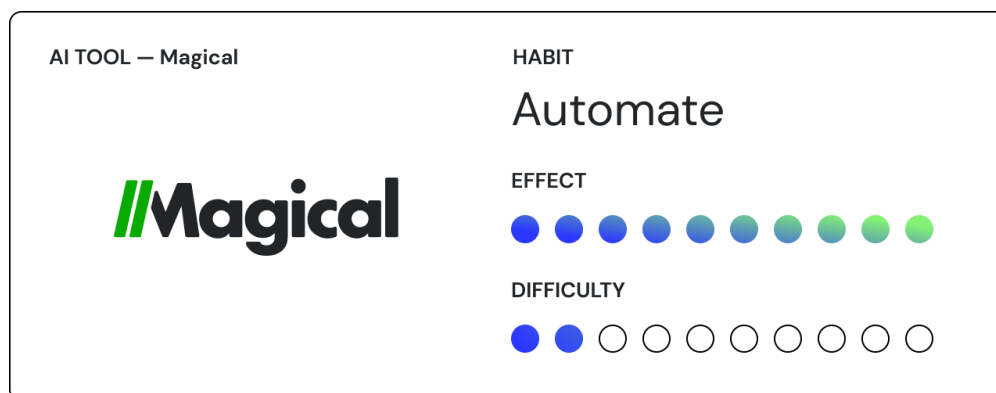 AI TOOL — Magical
Magical
HABIT
Automate
EFFECT
DIFFICULTY